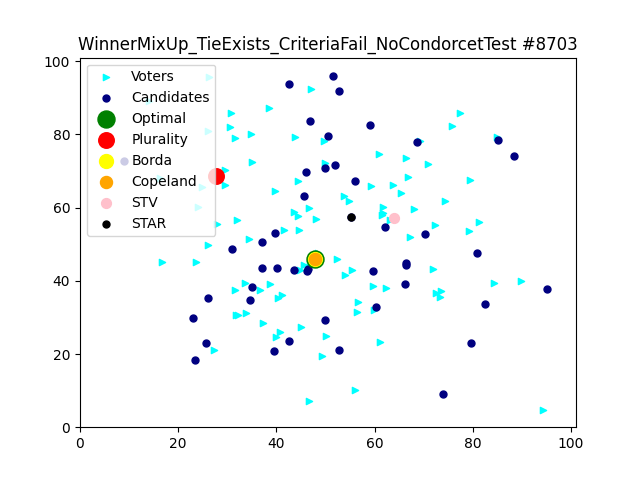 WinnerMixUp_TieExists_CriteriaFail_NoCondorcetTest #8703
Voters
Candidates
Optimal
Plurality
Borda
Copeland
STV
STAR
100
80
60
40
20
0
0 20 40 60 80 100